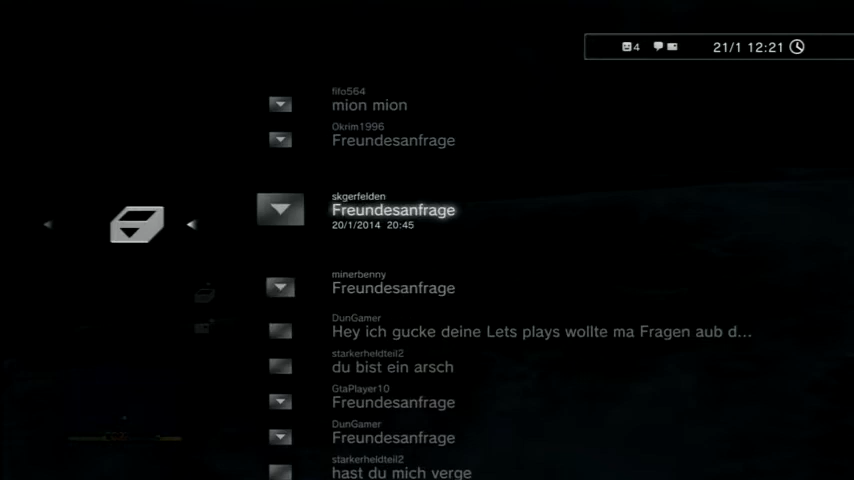 4
21/1 12:21
fifo564
mion mion
0krim1996
Freundesanfrage
skgerfelden
Freundesanfrage
20/1/2014 20:45
minerbenny
Freundesanfrage
DunGamer
Hey ich gucke deine Lets plays wollte ma Fragen aub d...
starkerheldteil2
du bist ein arsch
GtaPlayer10
Freundesanfrage
DunGamer
Freundesanfrage
starkerheldteil2
hast du mich verge